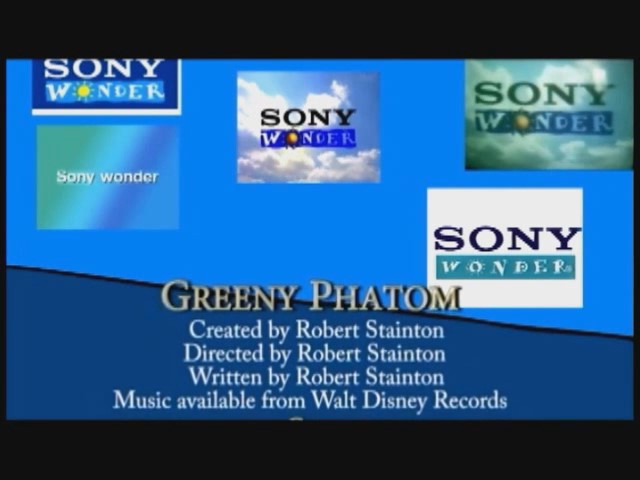 SONY
WONDER
SONY
WONDER
SONY
WONDER
Sony wonder
SONY
WONDER
GREENY PHATOM
Created by Robert Stainton
Directed by Robert Stainton
Written by Robert Stainton
Music available from Walt Disney Records